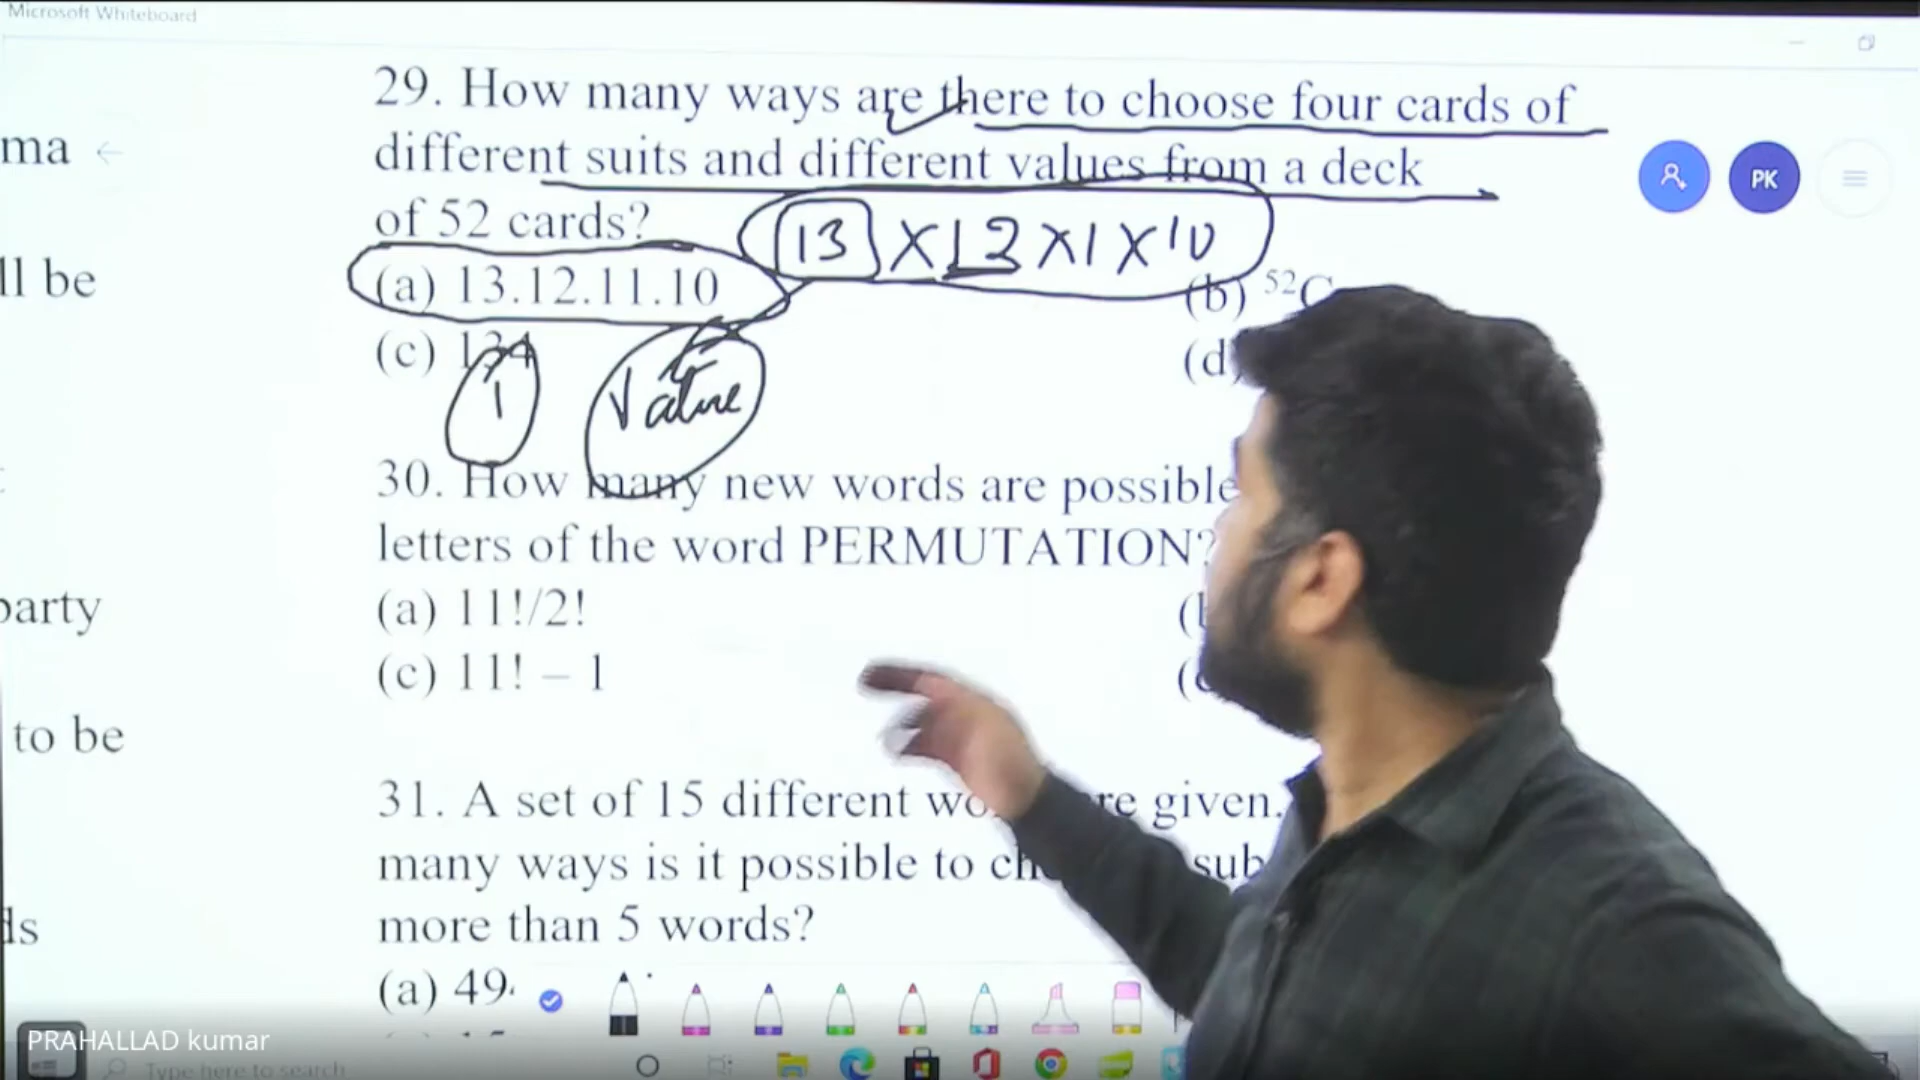 Microsoft Whiteboard
ma
ll be
party
to be
ds
29. How many ways are there to choose four cards of
different suits and different values from a deck
of 52 cards?
13 X 12 X 1 X 10
(a) 13.12.11.10
(b) ⁵²C
(c) 134
(d)
1
Value
PK
30. How many new words are possible
letters of the word PERMUTATION?
(a) 11!/2!
(c) 11! – 1
31. A set of 15 different are given.
many ways is it possible to sub
more than 5 words?
(a) 49
PRAHALLAD kumar
Type here to search